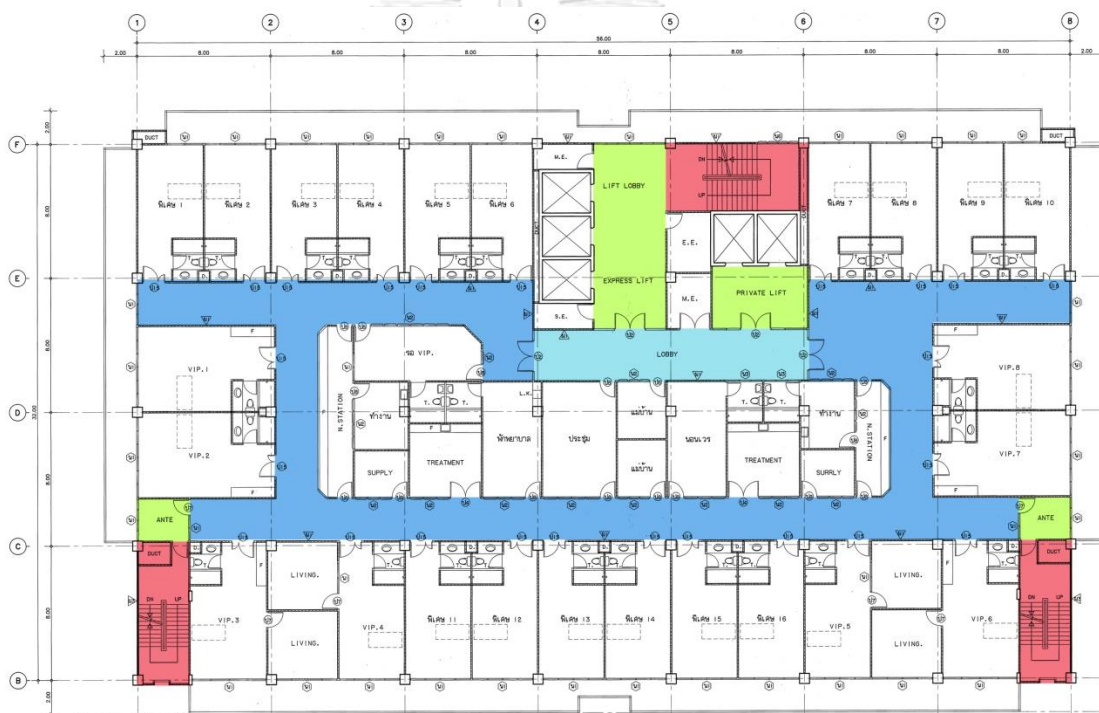 1 2 3 4 5 6 7 8
56.00
2.00 8.00 8.00 8.00 8.00 8.00 8.00 8.00 2.00
2.00
DUCT DUCT
F
M.E.
LIFT LOBBY
DN
UP
DUCT
DUCT
พิเศษ 1 พิเศษ 2 พิเศษ 3 พิเศษ 4 พิเศษ 5 พิเศษ 6 พิเศษ 7 พิเศษ 8 พิเศษ 9 พิเศษ 10
8.00
E.E.
E
EXPRESS LIFT
M.E.
PRIVATE LIFT
S.E.
F F
LOBBY
รถ VIP.
VIP.1 VIP.8
8.00
L.K.
D
N.STATION
ทำงาน
T. T.
แม่บ้าน
T. T.
ทำงาน
N.STATION
F F
พักพยาบาล ประชุม นอนเวร
32.00
VIP.2 VIP.7
SUPPLY TREATMENT แม่บ้าน TREATMENT SURRLY
8.00
F F
ANTE ANTE
C
DUCT DUCT
LIVING. LIVING.
DN UP DN UP
VIP.3 VIP.4 พิเศษ 11 พิเศษ 12 พิเศษ 13 พิเศษ 14 พิเศษ 15 พิเศษ 16 VIP.5 VIP.6
8.00
LIVING. LIVING.
B
2.00